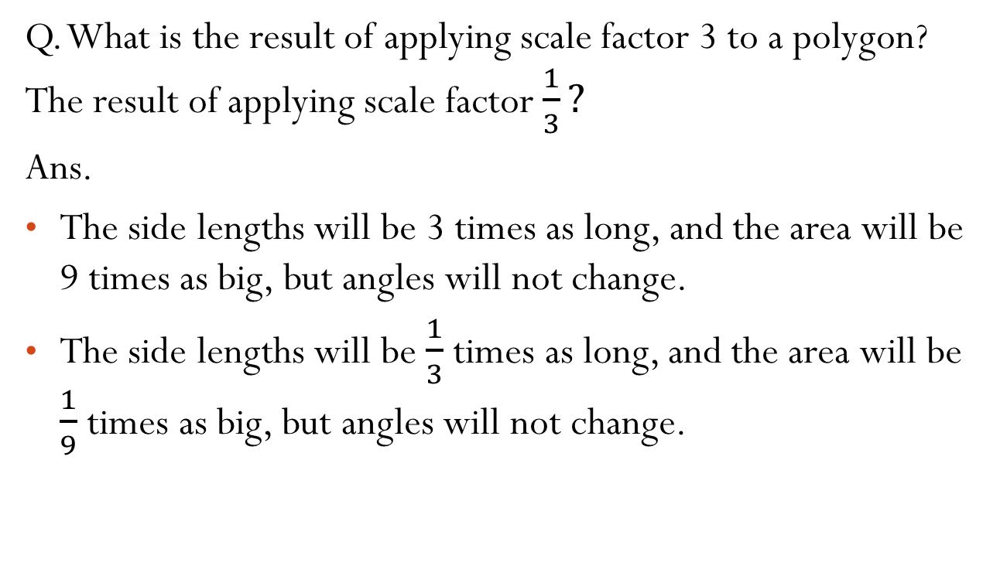 Q. What is the result of applying scale factor 3 to a polygon?
The result of applying scale factor 1/3?
Ans.
• The side lengths will be 3 times as long, and the area will be
9 times as big, but angles will not change.
• The side lengths will be 1/3 times as long, and the area will be
1/9 times as big, but angles will not change.